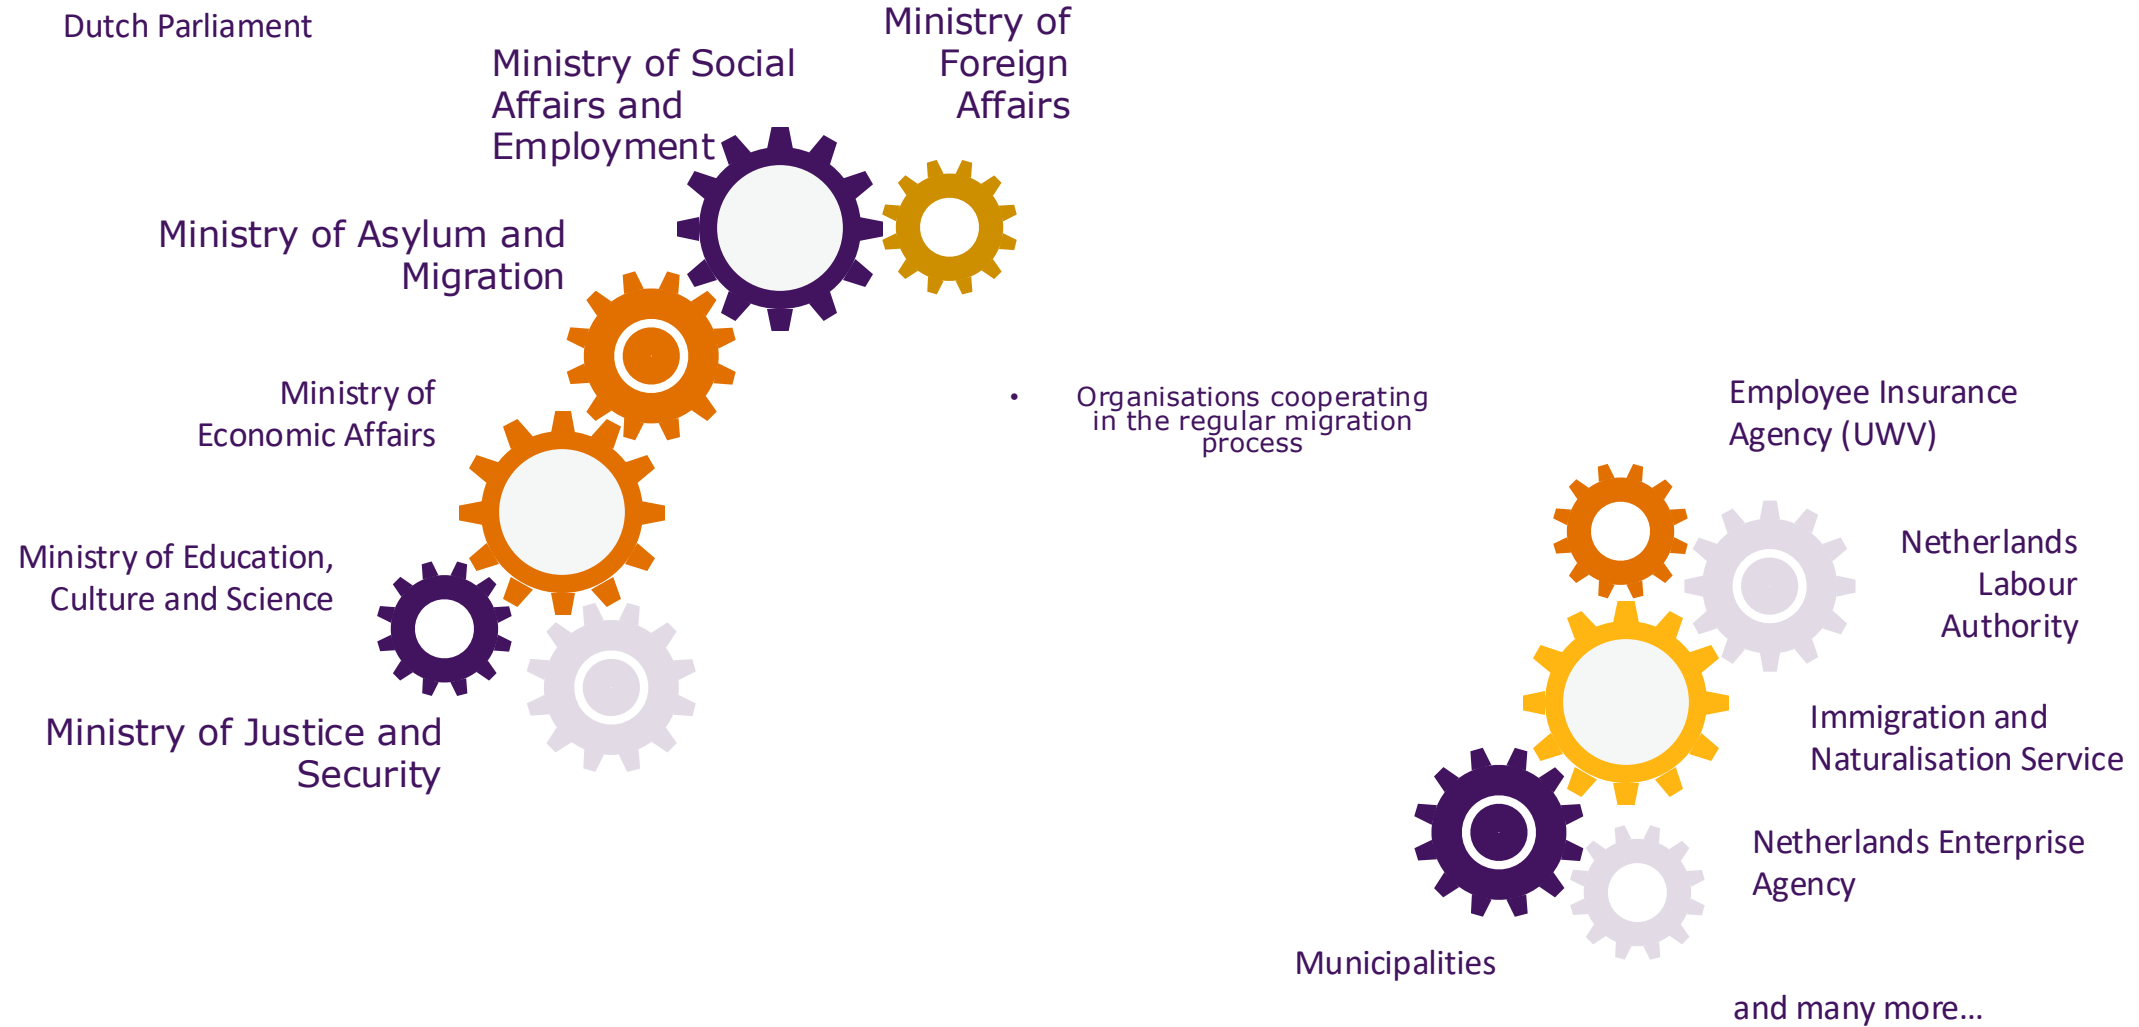 Dutch Parliament
Ministry of
Foreign
Affairs
Ministry of Social
Affairs and
Employment
Ministry of Asylum and
Migration
Ministry of
Economic Affairs
Ministry of Education,
Culture and Science
Ministry of Justice and
Security
• Organisations cooperating
in the regular migration
process
Employee Insurance
Agency (UWV)
Netherlands
Labour
Authority
Immigration and
Naturalisation Service
Netherlands Enterprise
Agency
Municipalities
and many more...